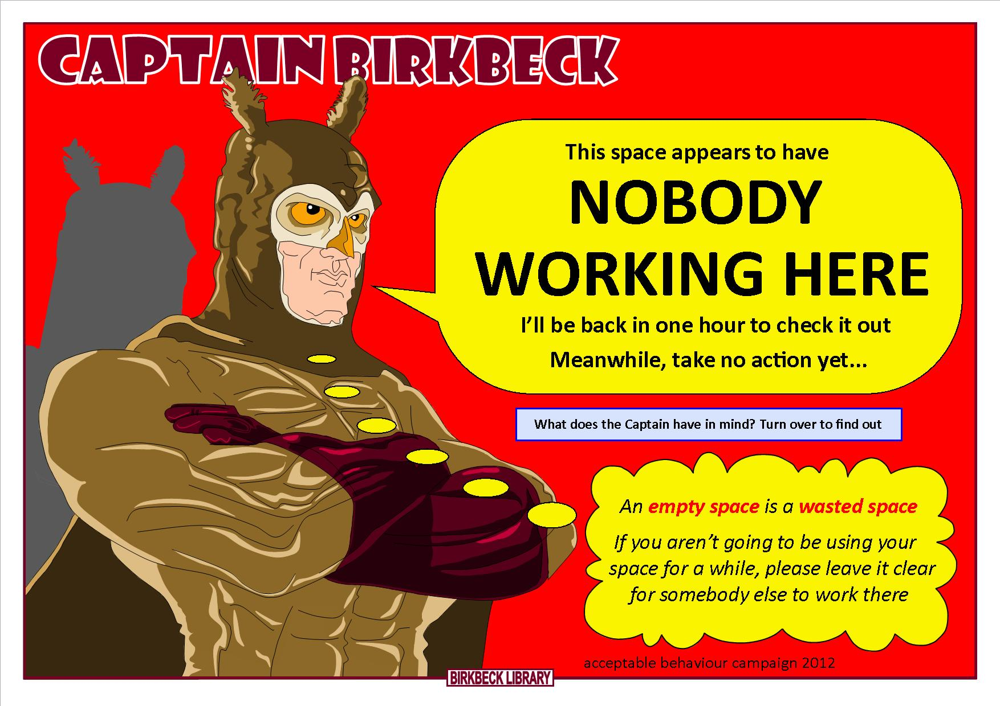 CAPTAIN BIRKBECK
This space appears to have
NOBODY
WORKING HERE
I'll be back in one hour to check it out
Meanwhile, take no action yet...
What does the Captain have in mind? Turn over to find out
An empty space is a wasted space
If you aren't going to be using your
space for a while, please leave it clear
for somebody else to work there
acceptable behaviour campaign 2012
BIRKBECK LIBRARY